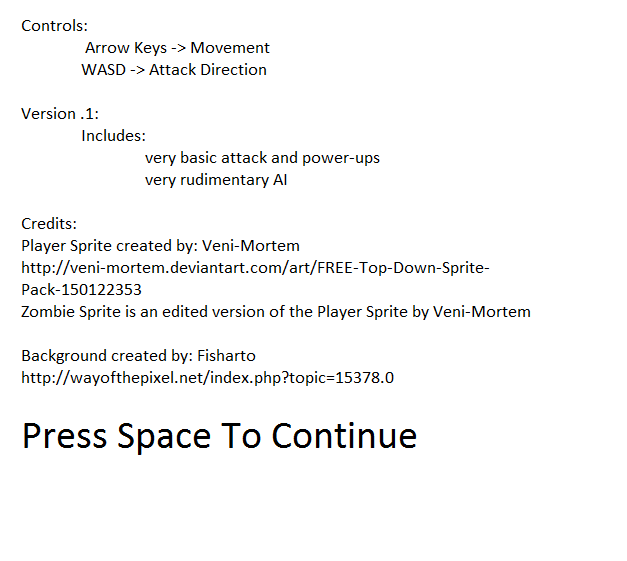 Controls:
Arrow Keys -> Movement
WASD -> Attack Direction
Version .1:
Includes:
very basic attack and power-ups
very rudimentary AI
Credits:
Player Sprite created by: Veni-Mortem
http://veni-mortem.deviantart.com/art/FREE-Top-Down-Sprite-
Pack-150122353
Zombie Sprite is an edited version of the Player Sprite by Veni-Mortem
Background created by: Fisharto
http://wayofthepixel.net/index.php?topic=15378.0
Press Space To Continue